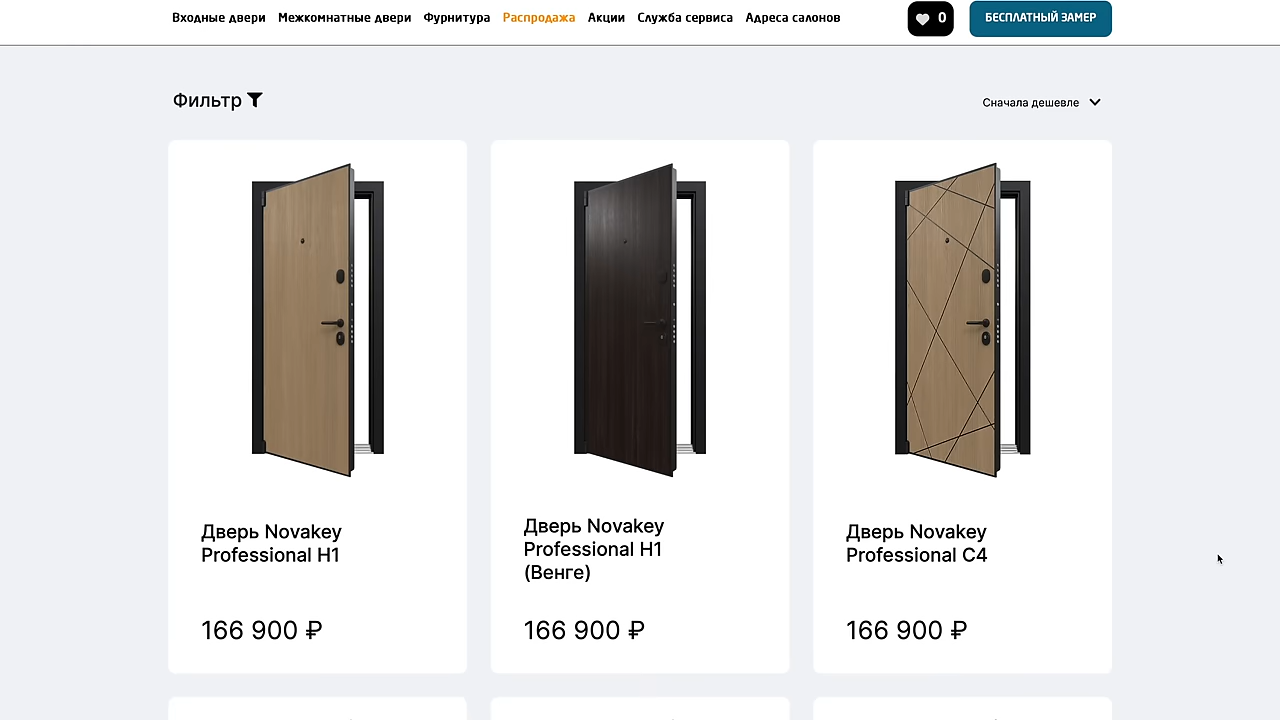 Входные двери Межкомнатные двери Фурнитура Распродажа Акции Служба сервиса Адреса салонов 0 БЕСПЛАТНЫЙ ЗАМЕР
Фильтр Сначала дешевле
Дверь Novakey
Professional H1
166 900 ₽
Дверь Novakey
Professional H1
(Венге)
166 900 ₽
Дверь Novakey
Professional C4
166 900 ₽